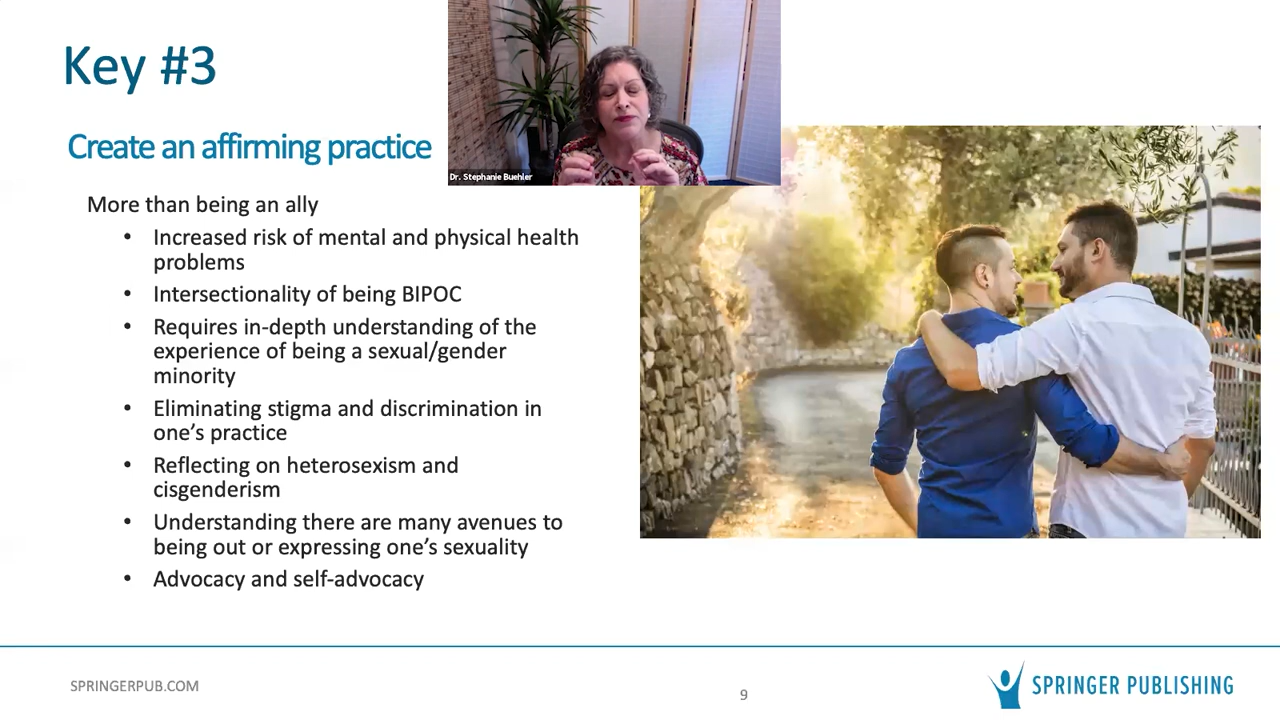 Key #3
Create an affirming practice
Dr. Stephanie Buehler
More than being an ally
• Increased risk of mental and physical health
problems
• Intersectionality of being BIPOC
• Requires in-depth understanding of the
experience of being a sexual/gender
minority
• Eliminating stigma and discrimination in
one’s practice
• Reflecting on heterosexism and
cisgenderism
• Understanding there are many avenues to
being out or expressing one’s sexuality
• Advocacy and self-advocacy
SPRINGERPUB.COM
9
SPRINGER PUBLISHING